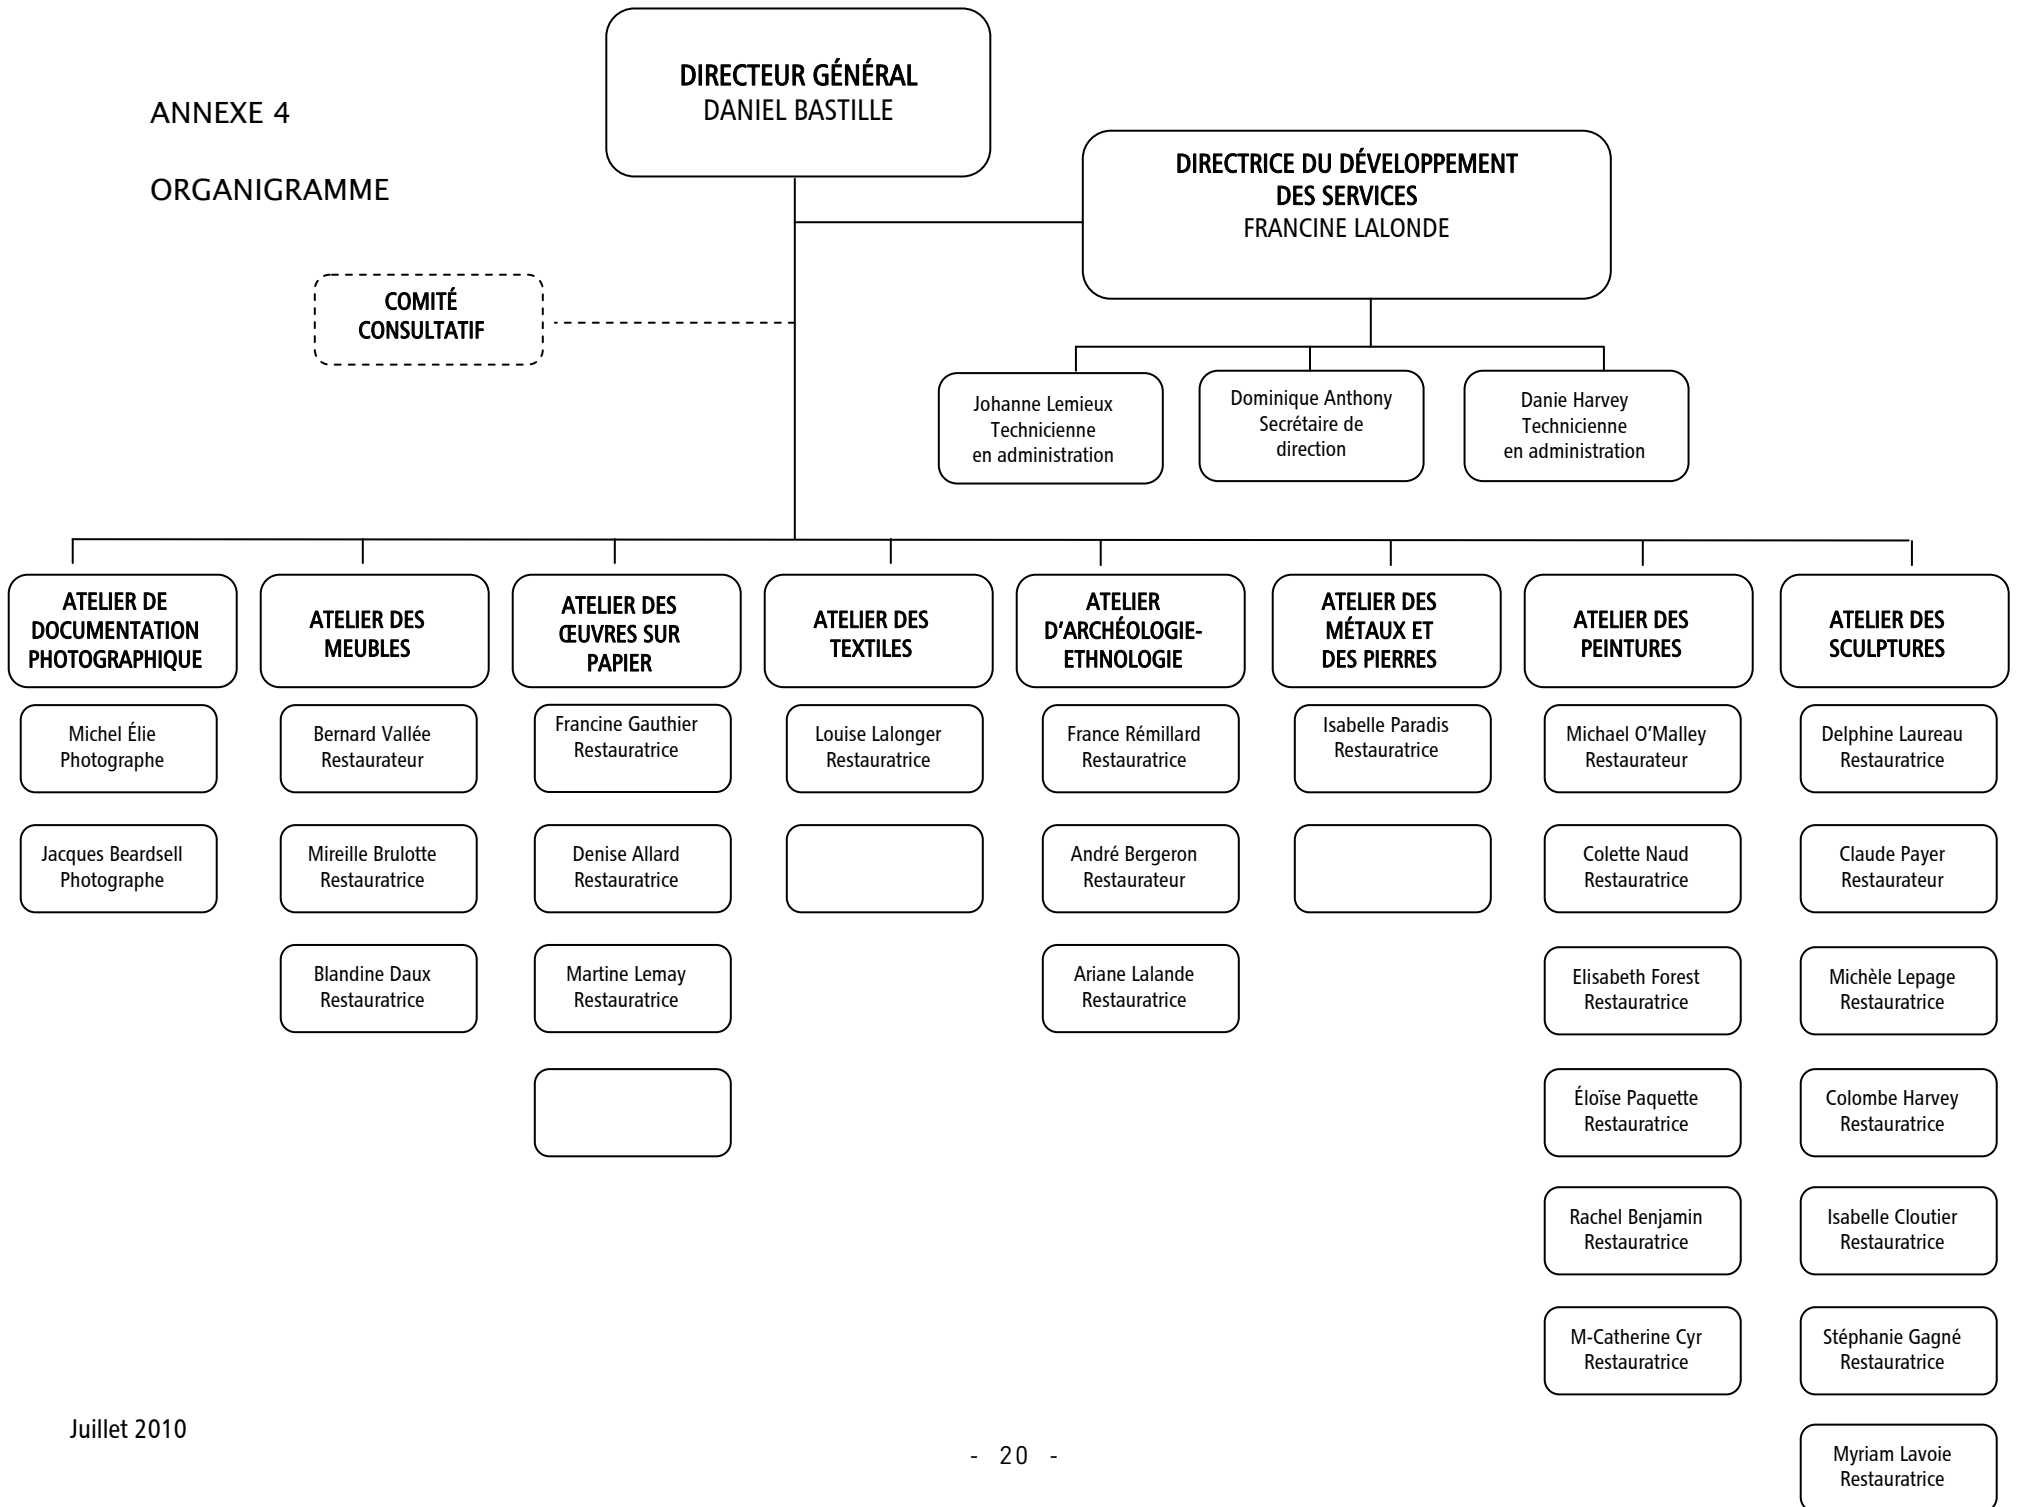 DIRECTEUR GÉNÉRAL
DANIEL BASTILLE
ANNEXE 4
ORGANIGRAMME
DIRECTRICE DU DÉVELOPPEMENT
DES SERVICES
FRANCINE LALONDE
COMITÉ
CONSULTATIF
Johanne Lemieux
Technicienne
en administration
Dominique Anthony
Secrétaire de
direction
Danie Harvey
Technicienne
en administration
ATELIER DE
DOCUMENTATION
PHOTOGRAPHIQUE
Michel Élie
Photographe
Jacques Beardsell
Photographe
ATELIER DES
MEUBLES
Bernard Vallée
Restaurateur
Mireille Brulotte
Restauratrice
Blandine Daux
Restauratrice
ATELIER DES
ŒUVRES SUR
PAPIER
Francine Gauthier
Restauratrice
Denise Allard
Restauratrice
Martine Lemay
Restauratrice
ATELIER DES
TEXTILES
Louise Lalonger
Restauratrice
ATELIER
D'ARCHÉOLOGIE-
ETHNOLOGIE
France Rémillard
Restauratrice
André Bergeron
Restaurateur
Ariane Lalande
Restauratrice
ATELIER DES
MÉTAUX ET
DES PIERRES
Isabelle Paradis
Restauratrice
ATELIER DES
PEINTURES
Michael O'Malley
Restaurateur
Colette Naud
Restauratrice
Elisabeth Forest
Restauratrice
Éloïse Paquette
Restauratrice
Rachel Benjamin
Restauratrice
M-Catherine Cyr
Restauratrice
ATELIER DES
SCULPTURES
Delphine Laureau
Restauratrice
Claude Payer
Restaurateur
Michèle Lepage
Restauratrice
Colombe Harvey
Restauratrice
Isabelle Cloutier
Restauratrice
Stéphanie Gagné
Restauratrice
Myriam Lavoie
Restauratrice
Juillet 2010
- 20 -